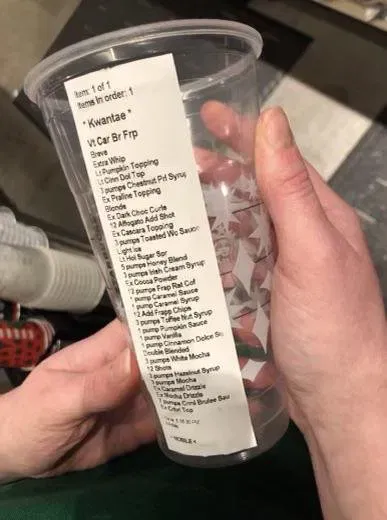 Item: 1 of 1
Items in order: 1
* Kwantae *
Vt Car Br Frp
Breve
Extra Whip
Lt Pumpkin Topping
Lt Cinn Dol Top
3 pumps Chestnut Prl Syrup
Ex Praline Topping
Blonde
Ex Dark Choc Curls
12 Affogato Add Shot
Ex Cascara Topping
3 pumps Toasted Wc Sauce
Light Ice
Lt Hol Sugar Spr
5 pumps Honey Blend
3 pumps Irish Cream Syrup
Ex Cocoa Powder
12 pumps Frap Rst Cof
1 pump Caramel Sauce
1 pump Caramel Syrup
12 Add Frapp Chips
3 pumps Toffee Nut Syrup
1 pump Pumpkin Sauce
1 pump Vanilla
1 pump Cinnamon Dolce
Double Blended
3 pumps White Mocha
12 Shots
3 pumps Hazelnut Syrup
3 pumps Mocha
Ex Caramel Drizzle
Ex Mocha Drizzle
7 pumps Crml Brulee Sau
Ex Crbrl Top
MOBILE